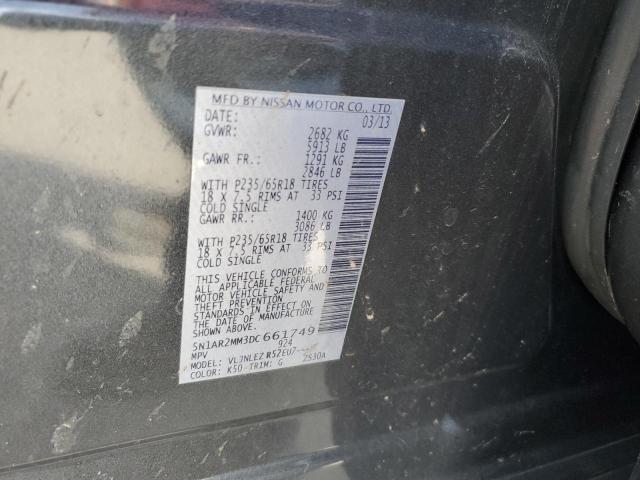 MFD BY NISSAN MOTOR CO., LTD.
DATE: 03/13
GVWR: 2682 KG
5913 LB
GAWR FR.: 1291 KG
2846 LB
WITH P235/65R18 TIRES
18 X 7.5 RIMS AT 33 PSI
COLD SINGLE
GAWR RR.: 1400 KG
3086 LB
WITH P235/65R18 TIRES
18 X 7.5 RIMS AT 33 PSI
COLD SINGLE
THIS VEHICLE CONFORMS TO
ALL APPLICABLE FEDERAL
MOTOR VEHICLE SAFETY AND
THEFT PREVENTION
STANDARDS IN EFFECT ON
THE DATE OF MANUFACTURE
SHOWN ABOVE.
5N1AR2MM3DC661749
MPV 924
MODEL:
COLOR: K50 TRIM: G 2S30A